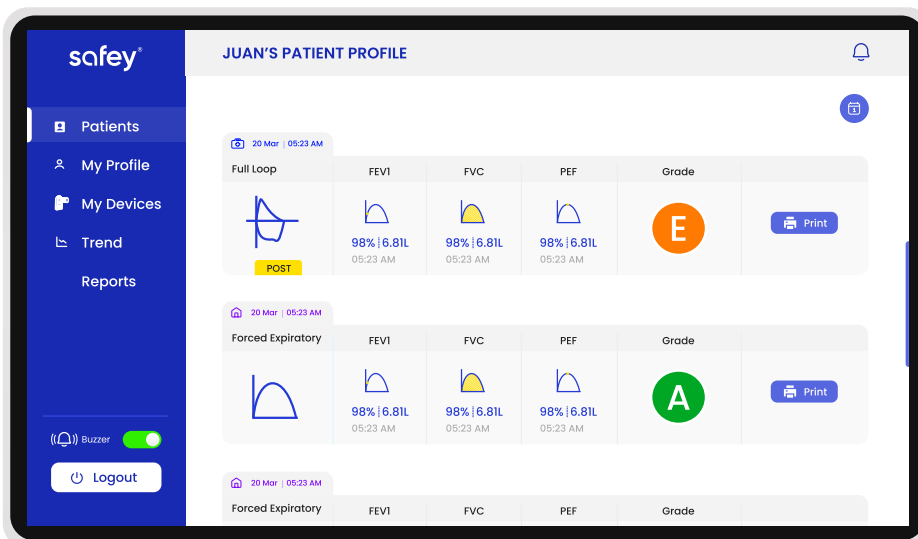 safey®
JUAN'S PATIENT PROFILE
Patients
My Profile
My Devices
Trend
Reports
((🔔)) Buzzer
Logout
20 Mar | 05:23 AM
Full Loop FEV1 FVC PEF Grade
98% 6.81L 98% 6.81L 98% 6.81L E Print
05:23 AM 05:23 AM 05:23 AM
POST
20 Mar | 05:23 AM
Forced Expiratory FEV1 FVC PEF Grade
98% 6.81L 98% 6.81L 98% 6.81L A Print
05:23 AM 05:23 AM 05:23 AM
20 Mar | 05:23 AM
Forced Expiratory FEV1 FVC PEF Grade